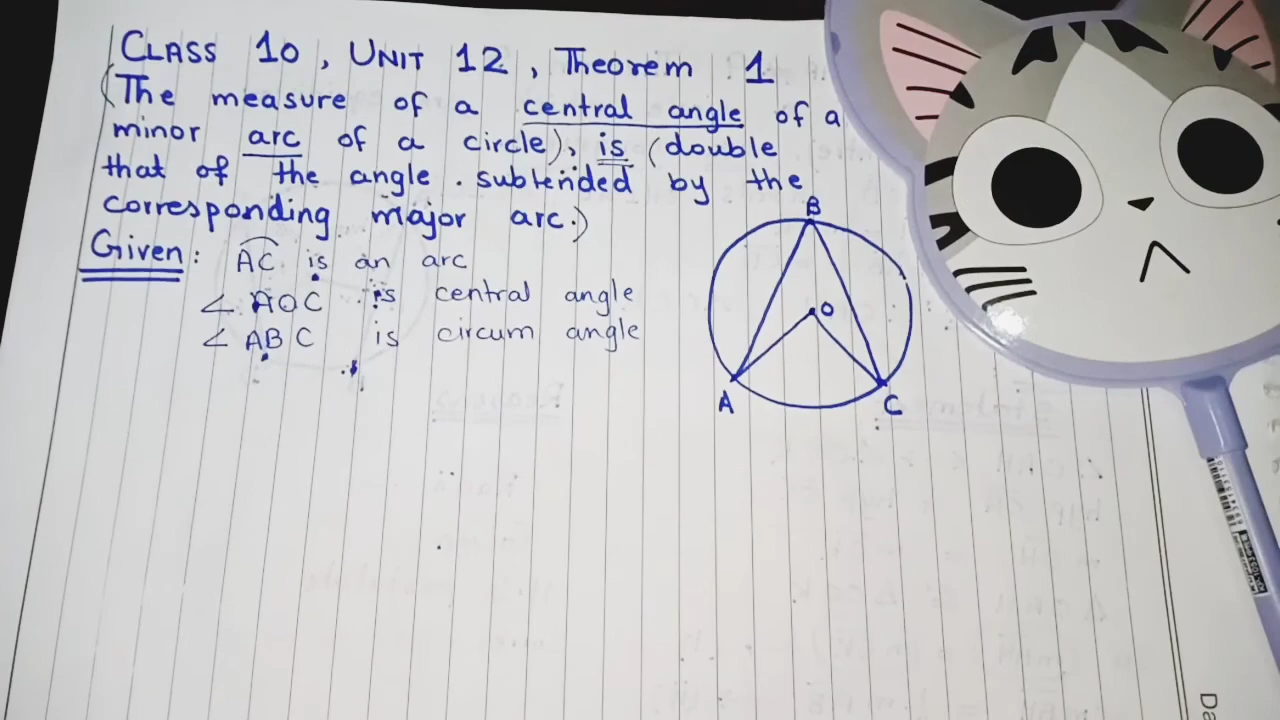 CLASS 10, UNIT 12, Theorem 1
(The measure of a central angle of a
minor arc of a circle), is (double
that of the angle subtended by the
corresponding major arc.)
Given: AC is an arc
∠ AOC is central angle
∠ ABC is circum angle
B
O
A
C